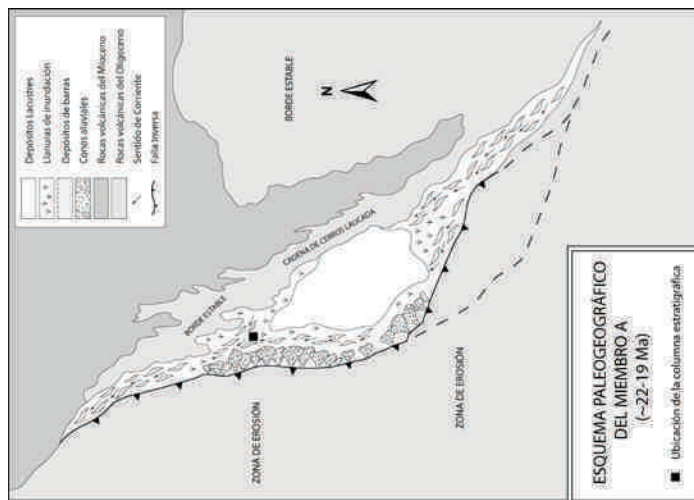 Depósitos Lacustres
Llanuras de inundación
Depósitos de barras
Conos aluviales
Rocas volcánicas del Mioceno
Rocas volcánicas del Oligoceno
Sentido de Corriente
Falla Inversa
BORDE ESTABLE
N
CADENA DE CERROS LAUCADA
BORDE ESTABLE
ZONA DE EROSIÓN
ZONA DE EROSIÓN
ESQUEMA PALEOGEOGRÁFICO
DEL MIEMBRO A
(~22-19 Ma)
Ubicación de la columna estratigráfica